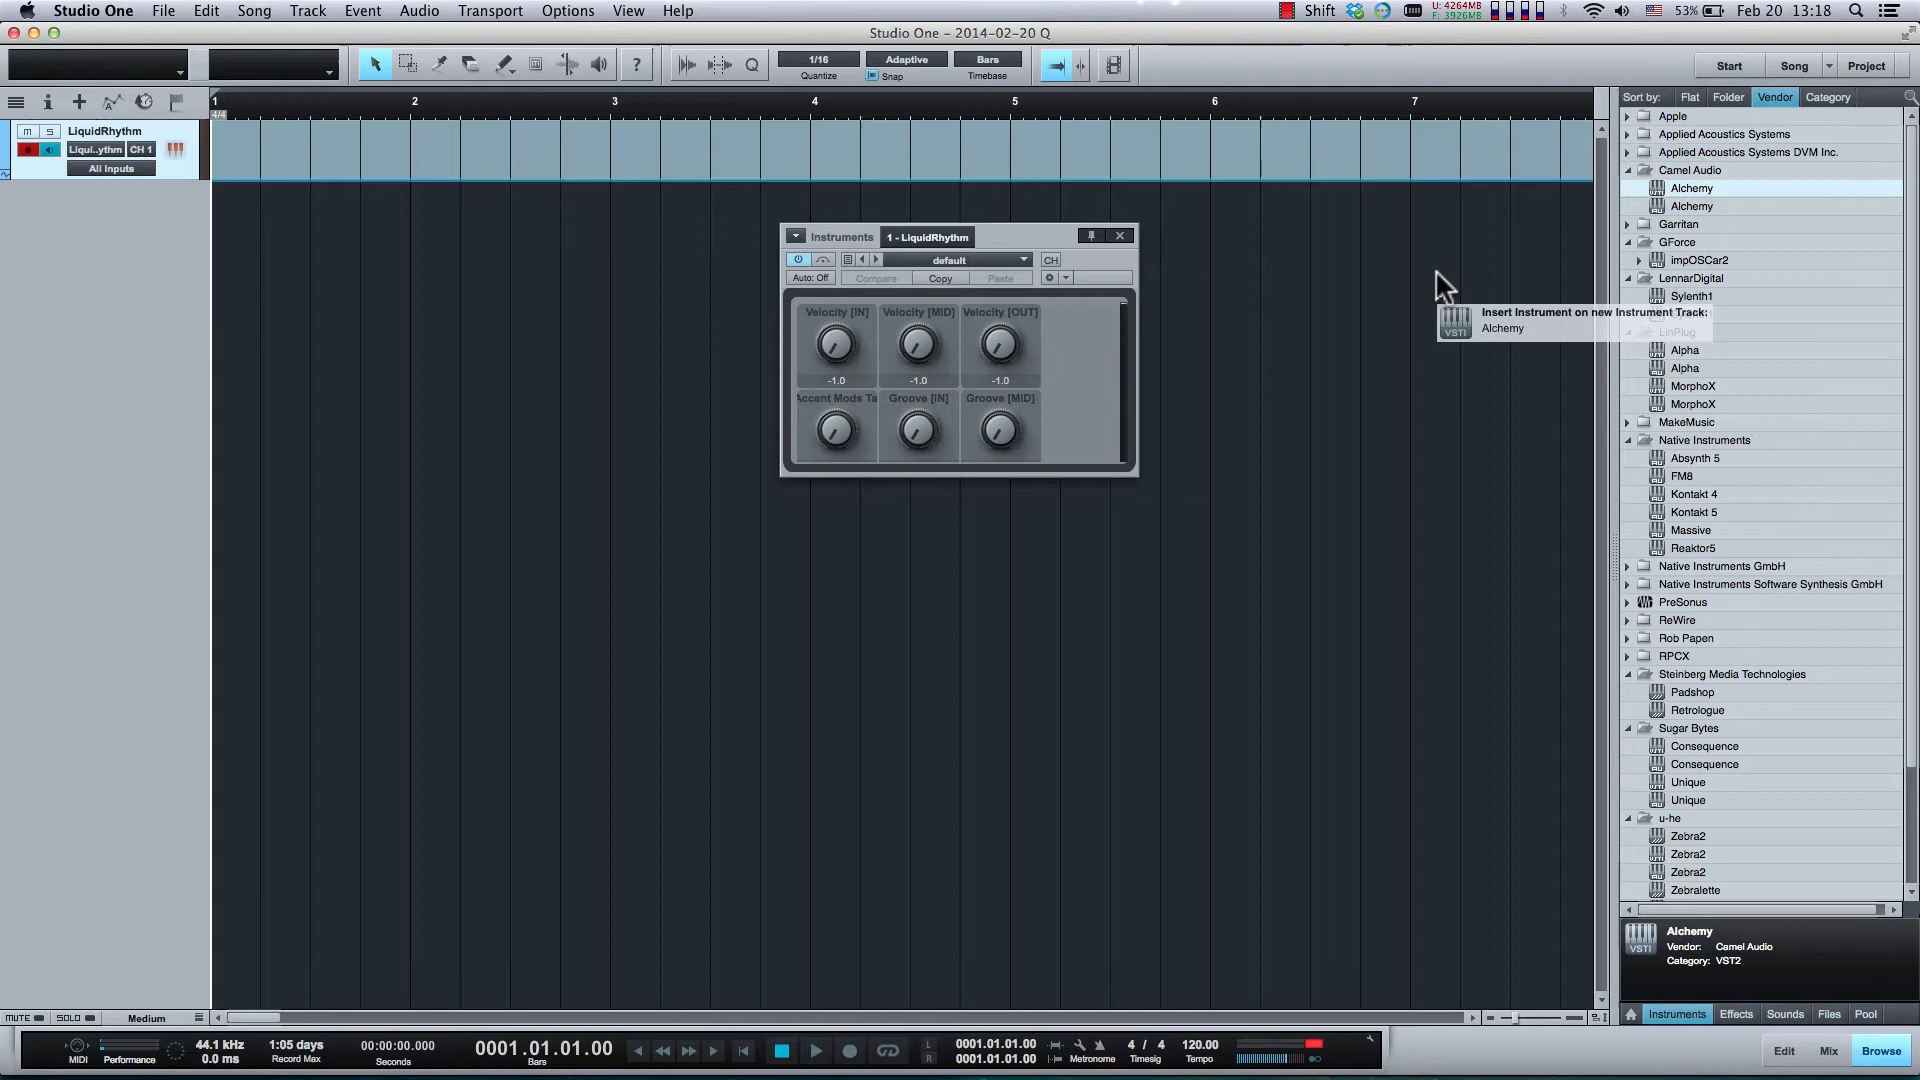 Studio One File Edit Song Track Event Audio Transport Options View Help
Shift U: 4264MB F: 3926MB 53% Feb 20 13:18
Studio One - 2014-02-20 Q
1/16 Adaptive Bars
Quantize Snap Timebase
? Q Start Song Project
1 2 3 4 5 6 7
4/4
M S LiquidRhythm
Liqui..ythm CH 1
All Inputs
Instruments 1 - LiquidRhythm
default CH
Auto: Off Compare Copy Paste
Velocity [IN] Velocity [MID] Velocity [OUT]
-1.0 -1.0 -1.0
Accent Mods Ta Groove [IN] Groove [MID]
Insert Instrument on new Instrument Track:
VSTi Alchemy
Sort by: Flat Folder Vendor Category
Apple
Applied Acoustics Systems
Applied Acoustics Systems DVM Inc.
Camel Audio
Alchemy
Alchemy
Garritan
GForce
impOSCar2
LennarDigital
Sylenth1
LinPlug
Alpha
Alpha
MorphoX
MorphoX
MakeMusic
Native Instruments
Absynth 5
FM8
Kontakt 4
Kontakt 5
Massive
Reaktor5
Native Instruments GmbH
Native Instruments Software Synthesis GmbH
PreSonus
ReWire
Rob Papen
RPCX
Steinberg Media Technologies
Padshop
Retrologue
Sugar Bytes
Consequence
Consequence
Unique
Unique
u-he
Zebra2
Zebra2
Zebra2
Zebralette
Alchemy
VSTi Vendor: Camel Audio
Category: VST2
Instruments Effects Sounds Files Pool
MUTE SOLO Medium
MIDI Performance
44.1 kHz
0.0 ms
1:05 days
Record Max
00:00:00.000
Seconds
0001.01.01.00
Bars
L 0001.01.01.00
R 0001.01.01.00
Metronome
4 / 4
Timesig
120.00
Tempo
Edit Mix Browse